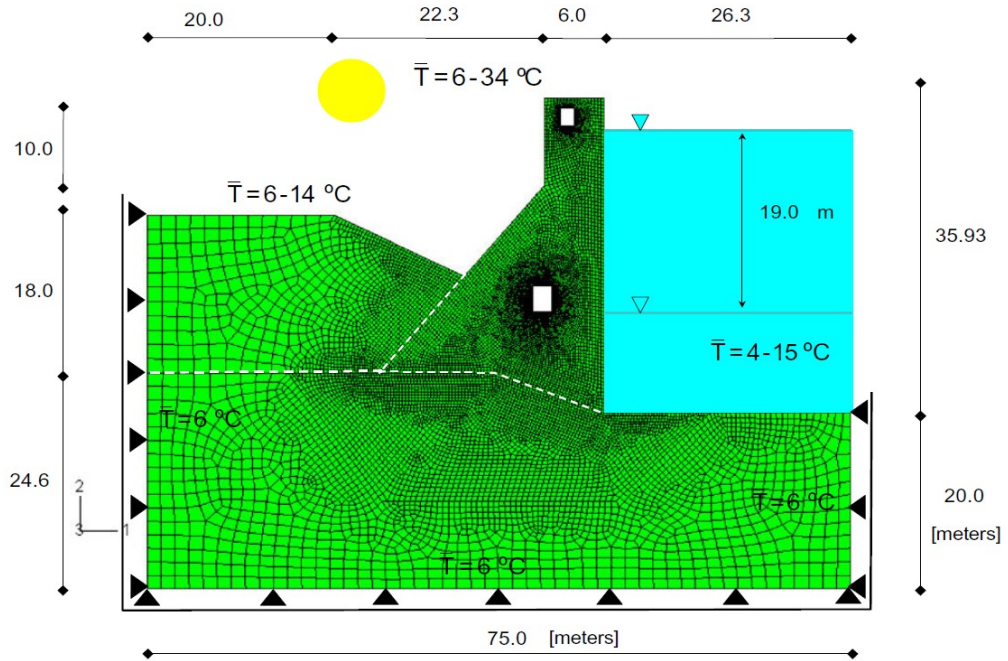 20.0 22.3 6.0 26.3
T̅=6-34 ºC
10.0
T̅=6-14 ºC
19.0 m
35.93
18.0
T̅=4-15 ºC
T̅=6 ºC
24.6
2
3 1
T̅=6 ºC
20.0
[meters]
T̅=6 ºC
75.0 [meters]